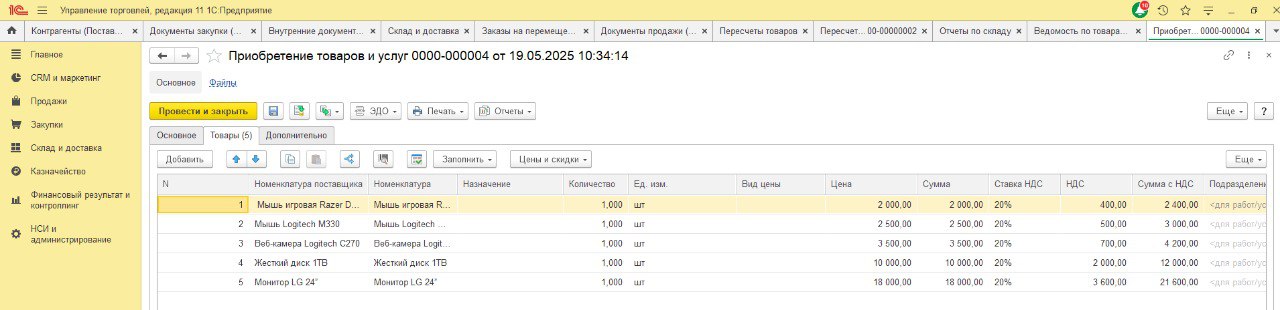 1С Управление торговлей, редакция 11 1С:Предприятие
Контрагенты (Постав... × Документы закупки (... × Внутренние документ... × Склад и доставка × Заказы на перемеще... × Документы продажи (... × Пересчеты товаров × Пересчет... 00-00000002 × Отчеты по складу × Ведомость по товара... × Приобрет... 0000-000004 ×
Главное
CRM и маркетинг
Продажи
Закупки
Склад и доставка
Казначейство
Финансовый результат и
контроллинг
НСИ и
администрирование
Приобретение товаров и услуг 0000-000004 от 19.05.2025 10:34:14
Основное Файлы
Провести и закрыть ЭДО Печать Отчеты Еще ?
Основное Товары (5) Дополнительно
Добавить Заполнить Цены и скидки Еще
N Номенклатура поставщика Номенклатура Назначение Количество Ед. изм. Вид цены Цена Сумма Ставка НДС НДС Сумма с НДС Подразделени
1 Мышь игровая Razer D... Мышь игровая R... 1,000 шт 2 000,00 2 000,00 20% 400,00 2 400,00 <для работ/ус
2 Мышь Logitech M330 Мышь Logitech ... 1,000 шт 2 500,00 2 500,00 20% 500,00 3 000,00 <для работ/ус
3 Веб-камера Logitech C270 Веб-камера Logit... 1,000 шт 3 500,00 3 500,00 20% 700,00 4 200,00 <для работ/ус
4 Жесткий диск 1TB Жесткий диск 1TB 1,000 шт 10 000,00 10 000,00 20% 2 000,00 12 000,00 <для работ/ус
5 Монитор LG 24" Монитор LG 24" 1,000 шт 18 000,00 18 000,00 20% 3 600,00 21 600,00 <для работ/ус